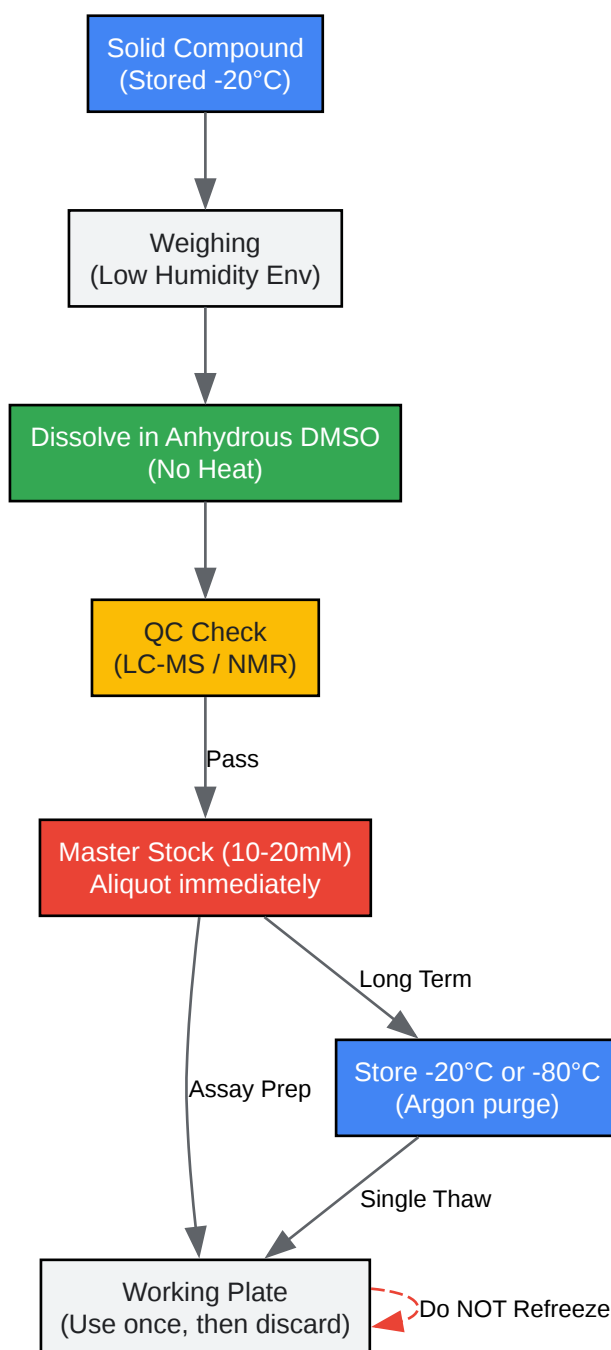 Solid Compound
(Stored -20°C)
Weighing
(Low Humidity Env)
Dissolve in Anhydrous DMSO
(No Heat)
QC Check
(LC-MS / NMR)
Pass
Master Stock (10-20mM)
Aliquot immediately
Long Term
Store -20°C or -80°C
(Argon purge)
Assay Prep
Single Thaw
Working Plate
(Use once, then discard)
Do NOT Refreeze